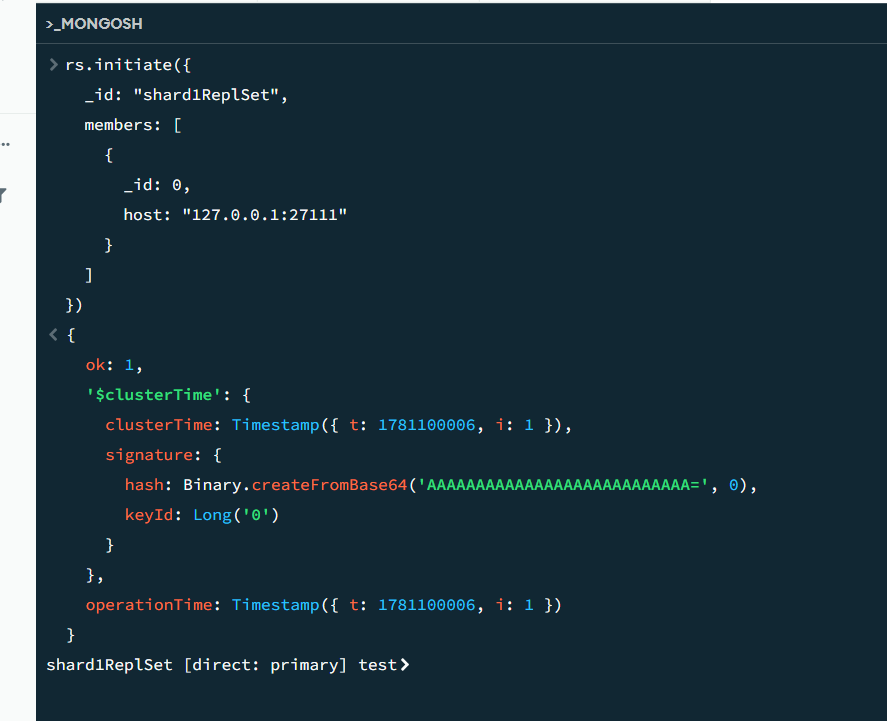 >_MONGOSH
rs.initiate({
_id: "shard1ReplSet",
members: [
{
_id: 0,
host: "127.0.0.1:27111"
}
]
})
{
ok: 1,
'$clusterTime': {
clusterTime: Timestamp({ t: 1781100006, i: 1 }),
signature: {
hash: Binary.createFromBase64('AAAAAAAAAAAAAAAAAAAAAAAAAAA=', 0),
keyId: Long('0')
}
},
operationTime: Timestamp({ t: 1781100006, i: 1 })
}
shard1ReplSet [direct: primary] test>